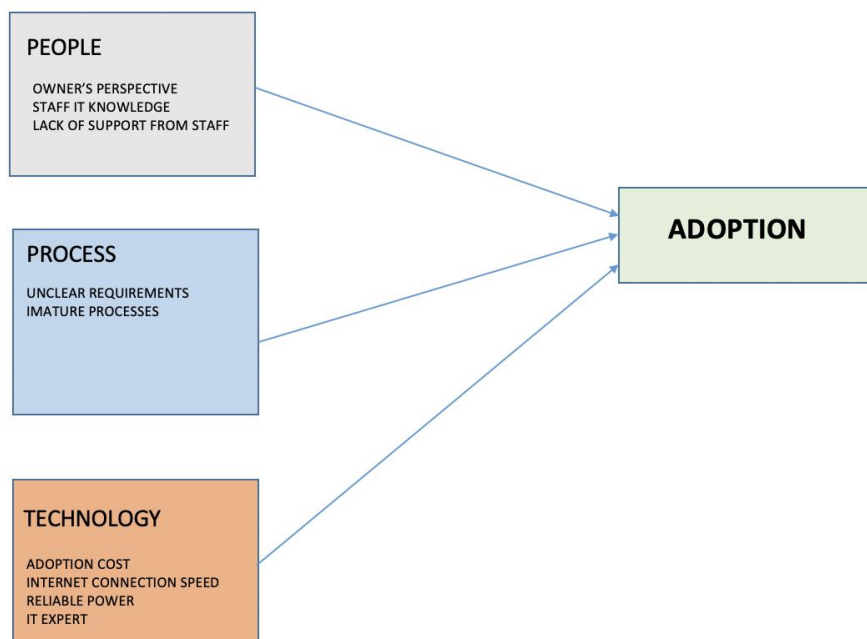 PEOPLE
OWNER'S PERSPECTIVE
STAFF IT KNOWLEDGE
LACK OF SUPPORT FROM STAFF
PROCESS
UNCLEAR REQUIREMENTS
IMATURE PROCESSES
TECHNOLOGY
ADOPTION COST
INTERNET CONNECTION SPEED
RELIABLE POWER
IT EXPERT
ADOPTION